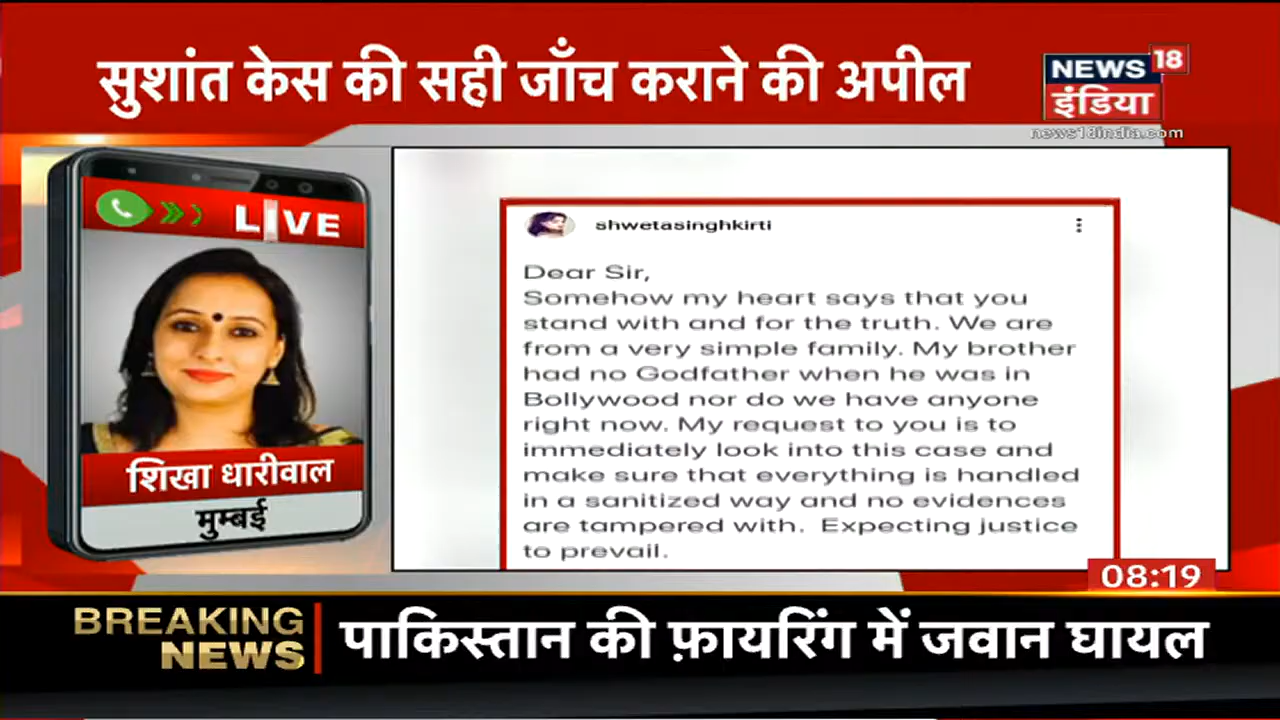 सुशांत केस की सही जाँच कराने की अपील
NEWS 18
इंडिया
news18india.com
LIVE
शिखा धारीवाल
मुम्बई
shwetasinghkirti
Dear Sir,
Somehow my heart says that you
stand with and for the truth. We are
from a very simple family. My brother
had no Godfather when he was in
Bollywood nor do we have anyone
right now. My request to you is to
immediately look into this case and
make sure that everything is handled
in a sanitized way and no evidences
are tampered with. Expecting justice
to prevail.
08:19
BREAKING
NEWS
पाकिस्तान की फ़ायरिंग में जवान घायल